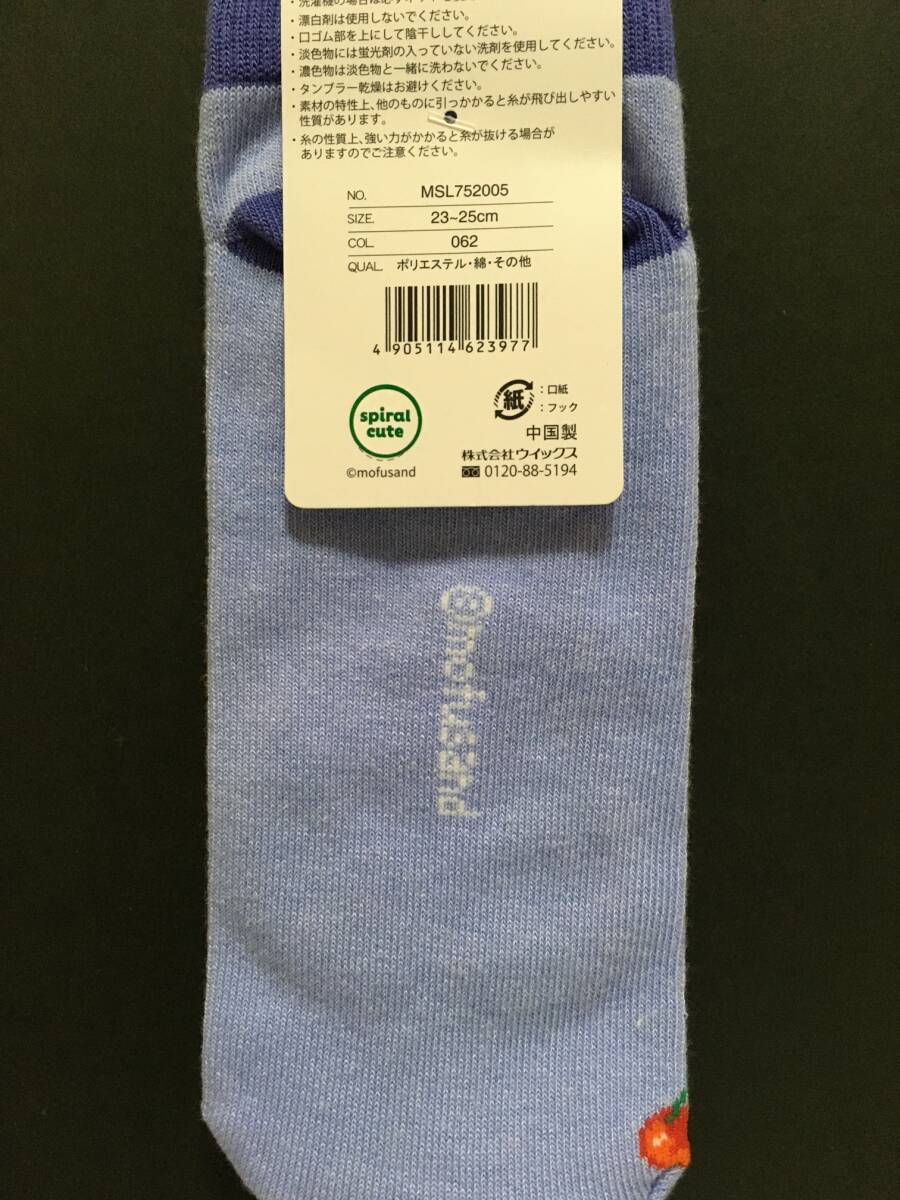 ・漂白剤は使用しないでください。
・口ゴム部を上にして陰干ししてください。
・淡色物には蛍光剤の入っていない洗剤を使用してください。
・濃色物は淡色物と一緒に洗わないでください。
・タンブラー乾燥はお避けください。
・素材の特性上、他のものに引っかかると糸が飛び出しやすい
性質があります。
・糸の性質上、強い力がかかると糸が抜ける場合が
ありますのでご注意ください。
NO. MSL752005
SIZE. 23~25cm
COL. 062
QUAL. ポリエステル・綿・その他
4 905114 623977
spiral
cute
©mofusand
紙
:口紙
:フック
中国製
株式会社ウイックス
0120-88-5194
©mofusand